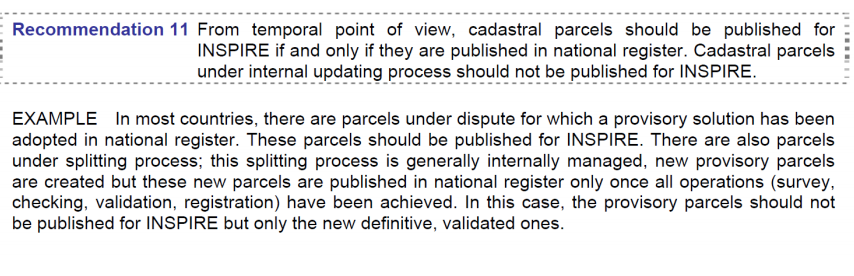 Recommendation 11 From temporal point of view, cadastral parcels should be published for
INSPIRE if and only if they are published in national register. Cadastral parcels
under internal updating process should not be published for INSPIRE.
EXAMPLE In most countries, there are parcels under dispute for which a provisory solution has been
adopted in national register. These parcels should be published for INSPIRE. There are also parcels
under splitting process; this splitting process is generally internally managed, new provisory parcels
are created but these new parcels are published in national register only once all operations (survey,
checking, validation, registration) have been achieved. In this case, the provisory parcels should not
be published for INSPIRE but only the new definitive, validated ones.